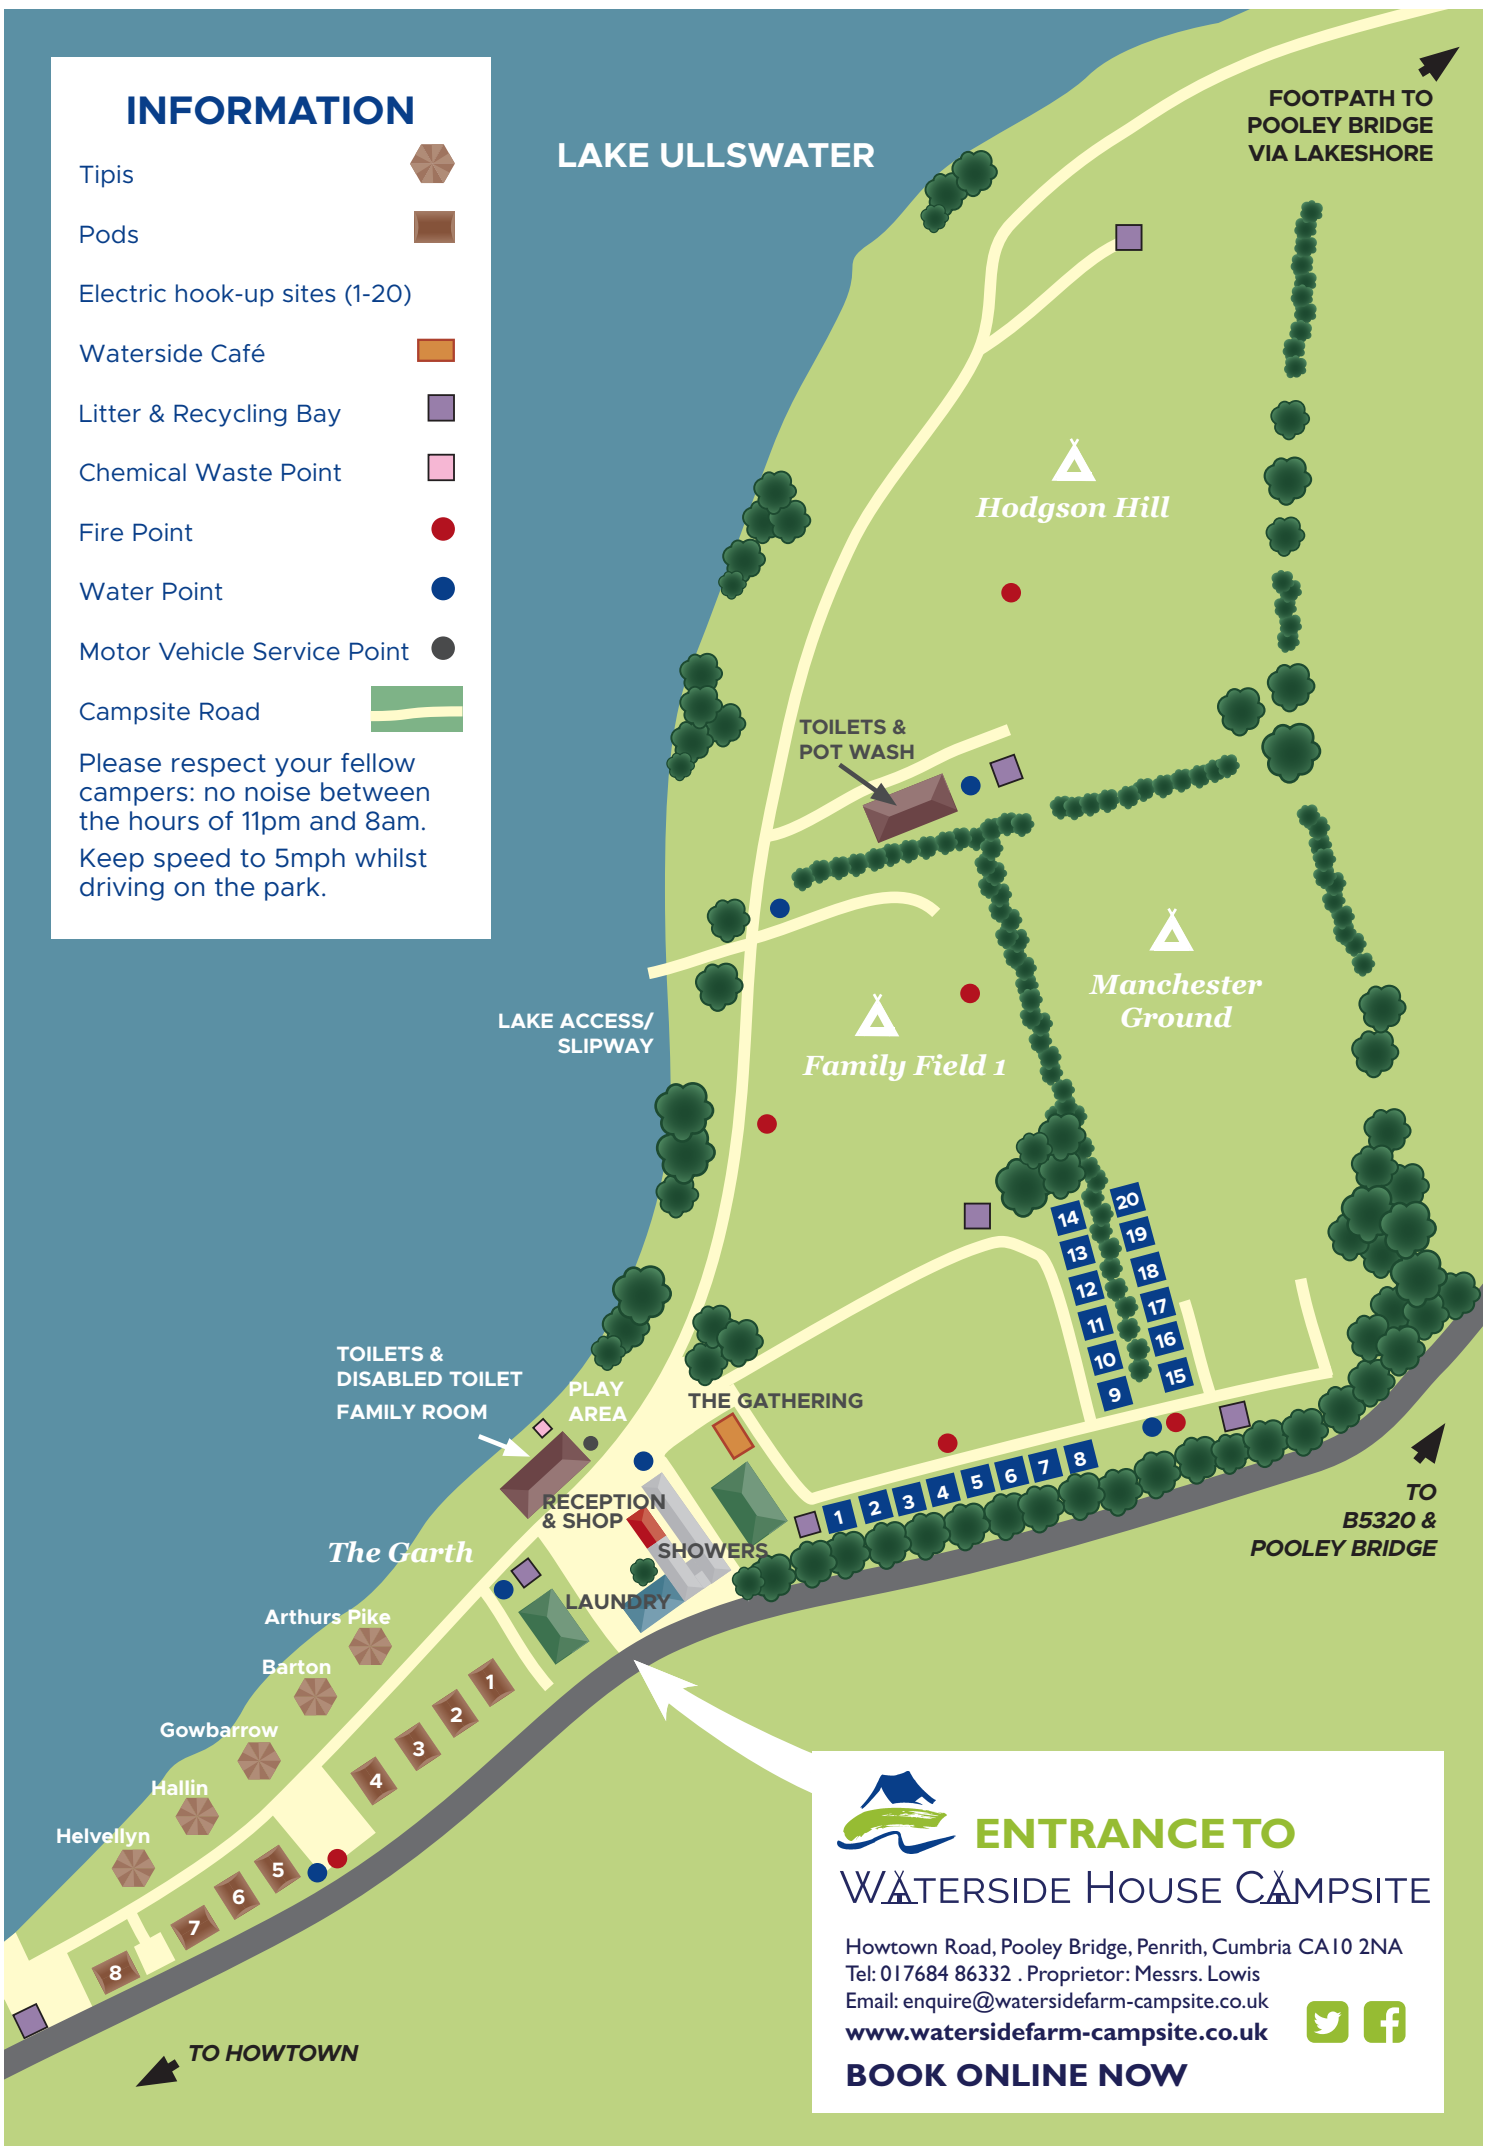 INFORMATION
Tipis
Pods
Electric hook-up sites (1-20)
Waterside Café
Litter & Recycling Bay
Chemical Waste Point
Fire Point
Water Point
Motor Vehicle Service Point
Campsite Road
Please respect your fellow
campers: no noise between
the hours of 11pm and 8am.
Keep speed to 5mph whilst
driving on the park.
LAKE ULLSWATER
FOOTPATH TO
POOLEY BRIDGE
VIA LAKESHORE
Hodgson Hill
TOILETS &
POT WASH
Manchester
Ground
LAKE ACCESS/
SLIPWAY
Family Field 1
14
13
12
11
10
9
20
19
18
17
16
15
TOILETS &
DISABLED TOILET
FAMILY ROOM
PLAY
AREA
THE GATHERING
1
2
3
4
5
6
7
8
RECEPTION
& SHOP
SHOWERS
LAUNDRY
TO
B5320 &
POOLEY BRIDGE
The Garth
Arthurs Pike
Barton
Gowbarrow
Hallin
Helvellyn
1
2
3
4
5
6
7
8
TO HOWTOWN
ENTRANCE TO
WATERSIDE HOUSE CAMPSITE
Howtown Road, Pooley Bridge, Penrith, Cumbria CA10 2NA
Tel: 017684 86332 . Proprietor: Messrs. Lowis
Email: enquire@watersidefarm-campsite.co.uk
www.watersidefarm-campsite.co.uk
BOOK ONLINE NOW